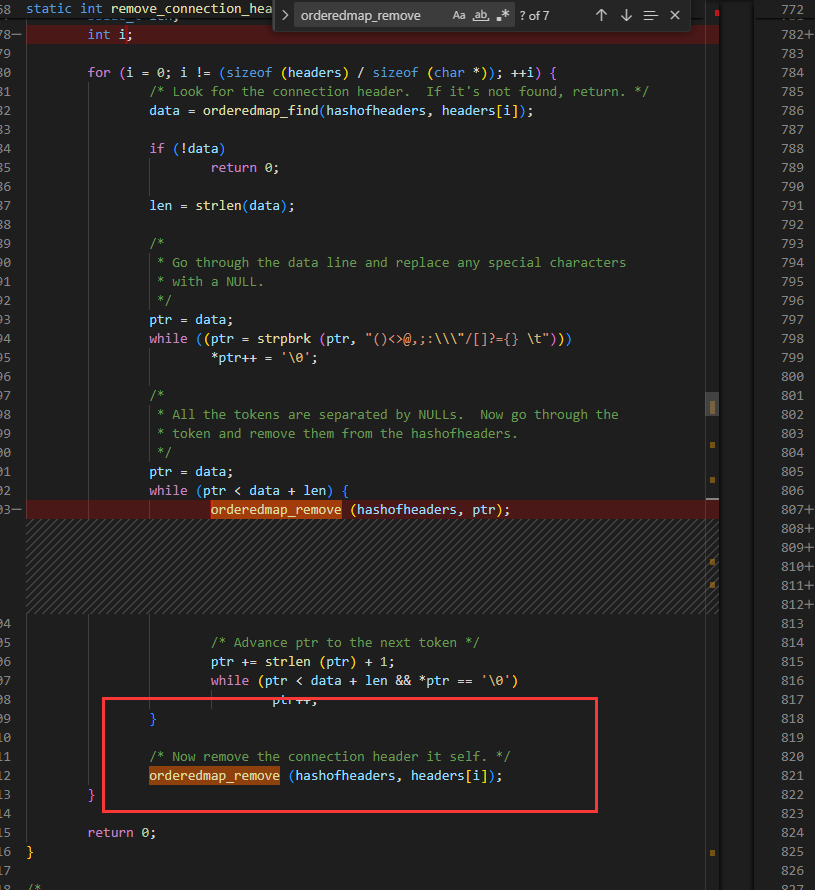 68 static int remove_connection_hea
orderedmap_remove Aa ab ? of 7 772
78— int i; 782+
79 783
80 for (i = 0; i != (sizeof (headers) / sizeof (char *)); ++i) { 784
81 /* Look for the connection header.  If it's not found, return. */ 785
82 data = orderedmap_find(hashofheaders, headers[i]); 786
83 787
84 if (!data) 788
85 return 0; 789
86 790
87 len = strlen(data); 791
88 792
89 /* 793
90 * Go through the data line and replace any special characters 794
91 * with a NULL. 795
92 */ 796
93 ptr = data; 797
94 while ((ptr = strpbrk (ptr, "()<>@,;:\\\"/[]?={} \t"))) 798
95 *ptr++ = '\0'; 799
96 800
97 /* 801
98 * All the tokens are separated by NULLs.  Now go through the 802
99 * token and remove them from the hashofheaders. 803
00 */ 804
01 ptr = data; 805
02 while (ptr < data + len) { 806
03— orderedmap_remove (hashofheaders, ptr); 807+
808+
809+
810+
811+
812+
04 813
05 /* Advance ptr to the next token */ 814
06 ptr += strlen (ptr) + 1; 815
07 while (ptr < data + len && *ptr == '\0') 816
08 ptr++; 817
09 } 818
10 819
11 /* Now remove the connection header it self. */ 820
12 orderedmap_remove (hashofheaders, headers[i]); 821
13 } 822
14 823
15 return 0; 824
16 } 825
17 826
/*